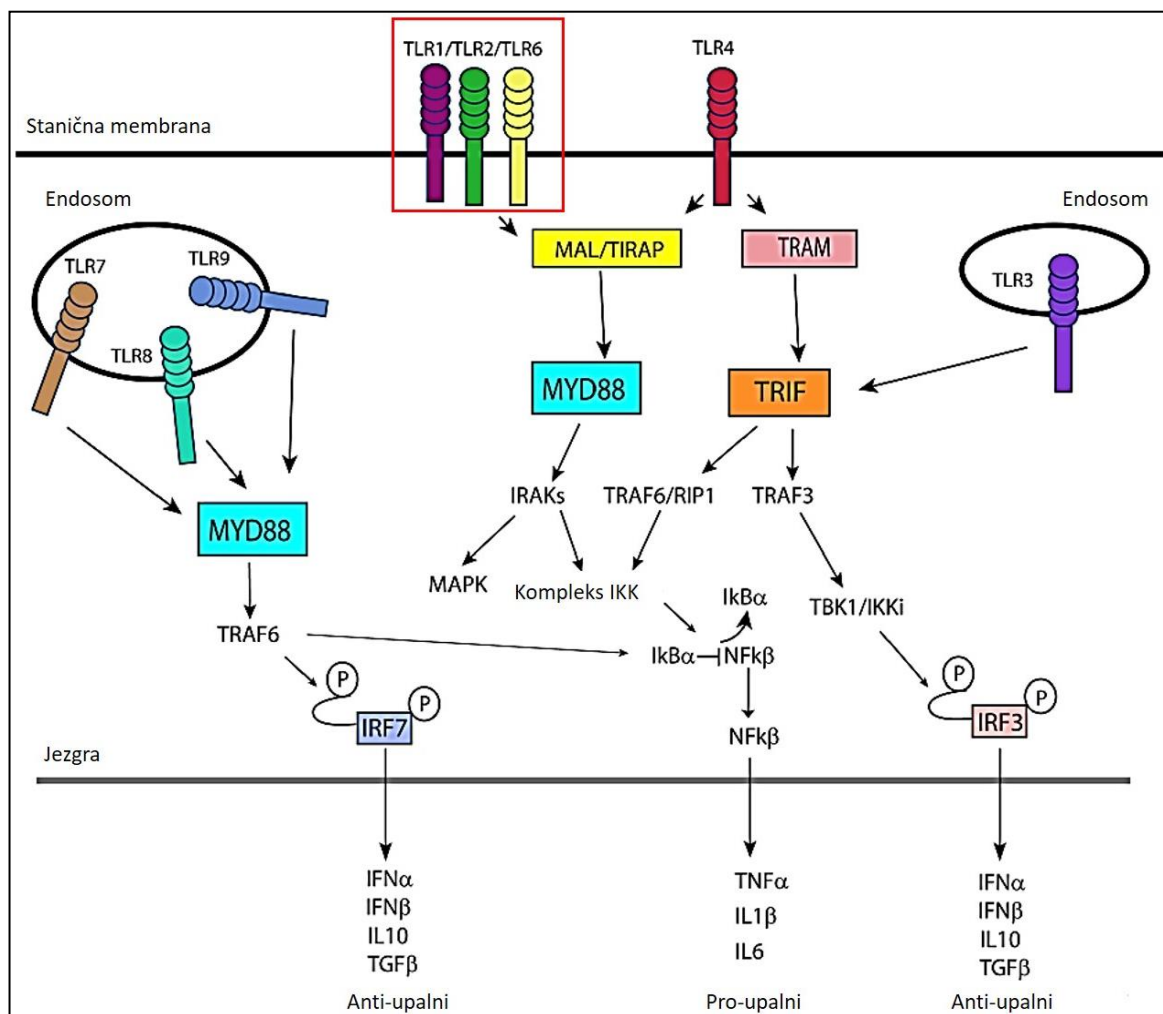 TLR1/TLR2/TLR6
TLR4
Stanična membrana
Endosom
Endosom
TLR7
TLR9
TLR8
MAL/TIRAP
TRAM
TLR3
MYD88
TRIF
IRAKs
TRAF6/RIP1
TRAF3
MYD88
MAPK
Kompleks IKK
IkBα
TBK1/IKKi
TRAF6
IkBα
NFkβ
P
P
IRF7
NFkβ
P
P
IRF3
Jezgra
IFNα
IFNβ
IL10
TGFβ
Anti-upalni
TNFα
IL1β
IL6
Pro-upalni
IFNα
IFNβ
IL10
TGFβ
Anti-upalni